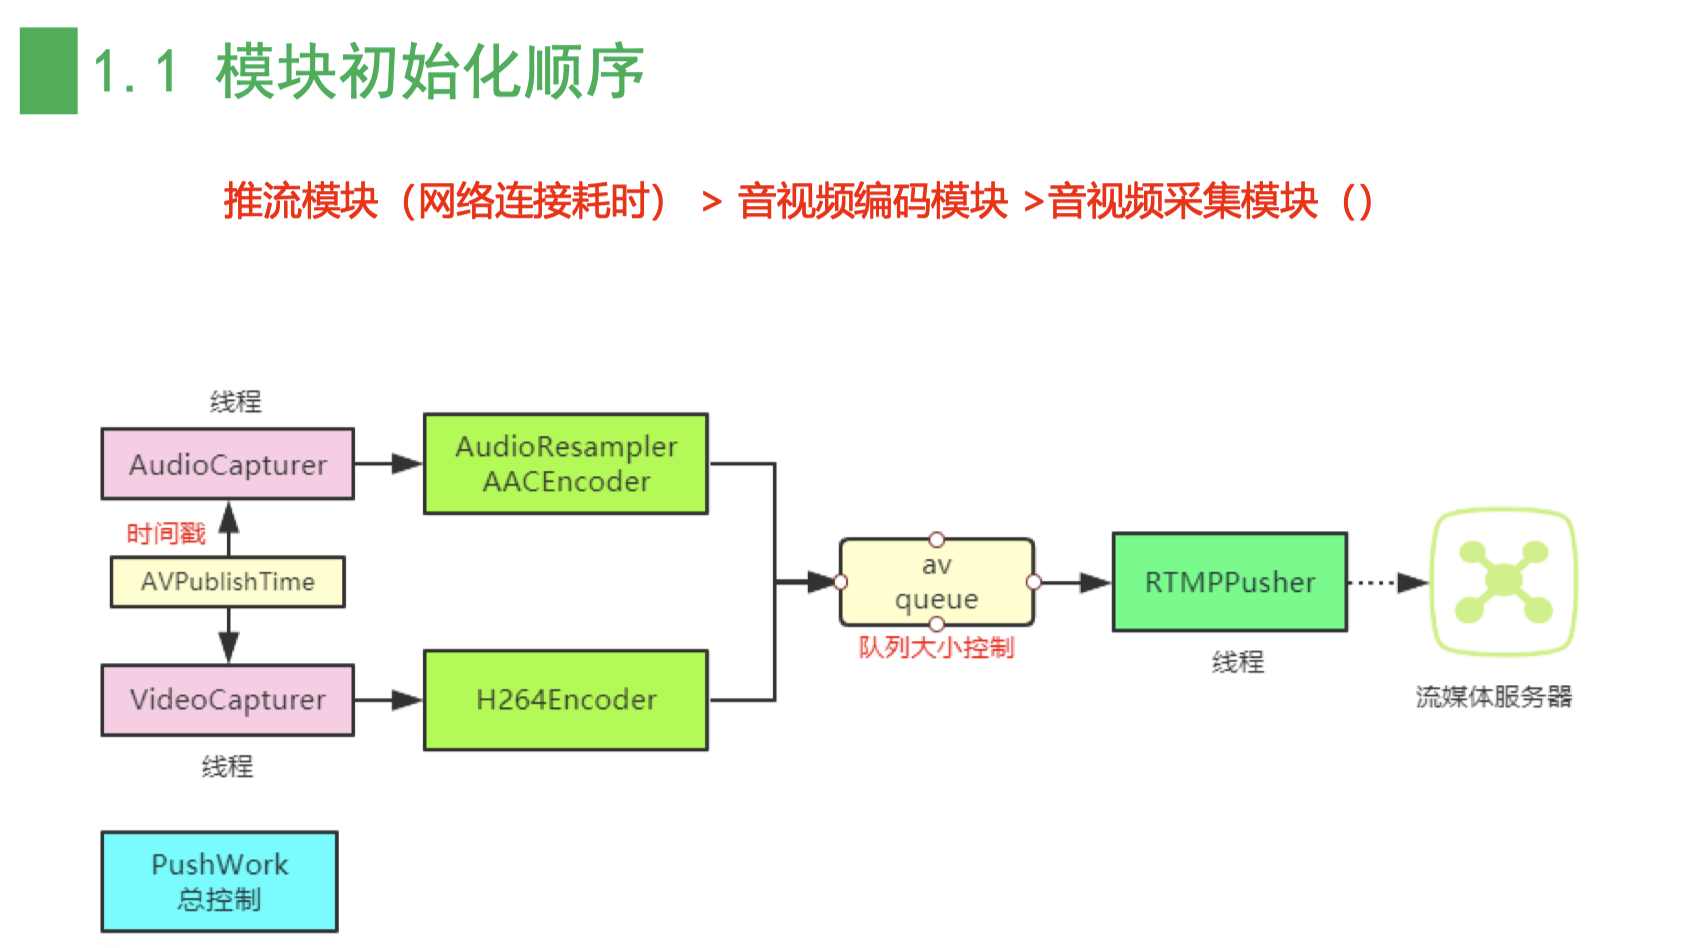 1.1 模块初始化顺序
推流模块（网络连接耗时） > 音视频编码模块 >音视频采集模块（）
线程
AudioCapturer
AudioResampler
AACEncoder
时间戳
AVPublishTime
av
queue
队列大小控制
RTMPPusher
线程
流媒体服务器
VideoCapturer
H264Encoder
线程
PushWork
总控制